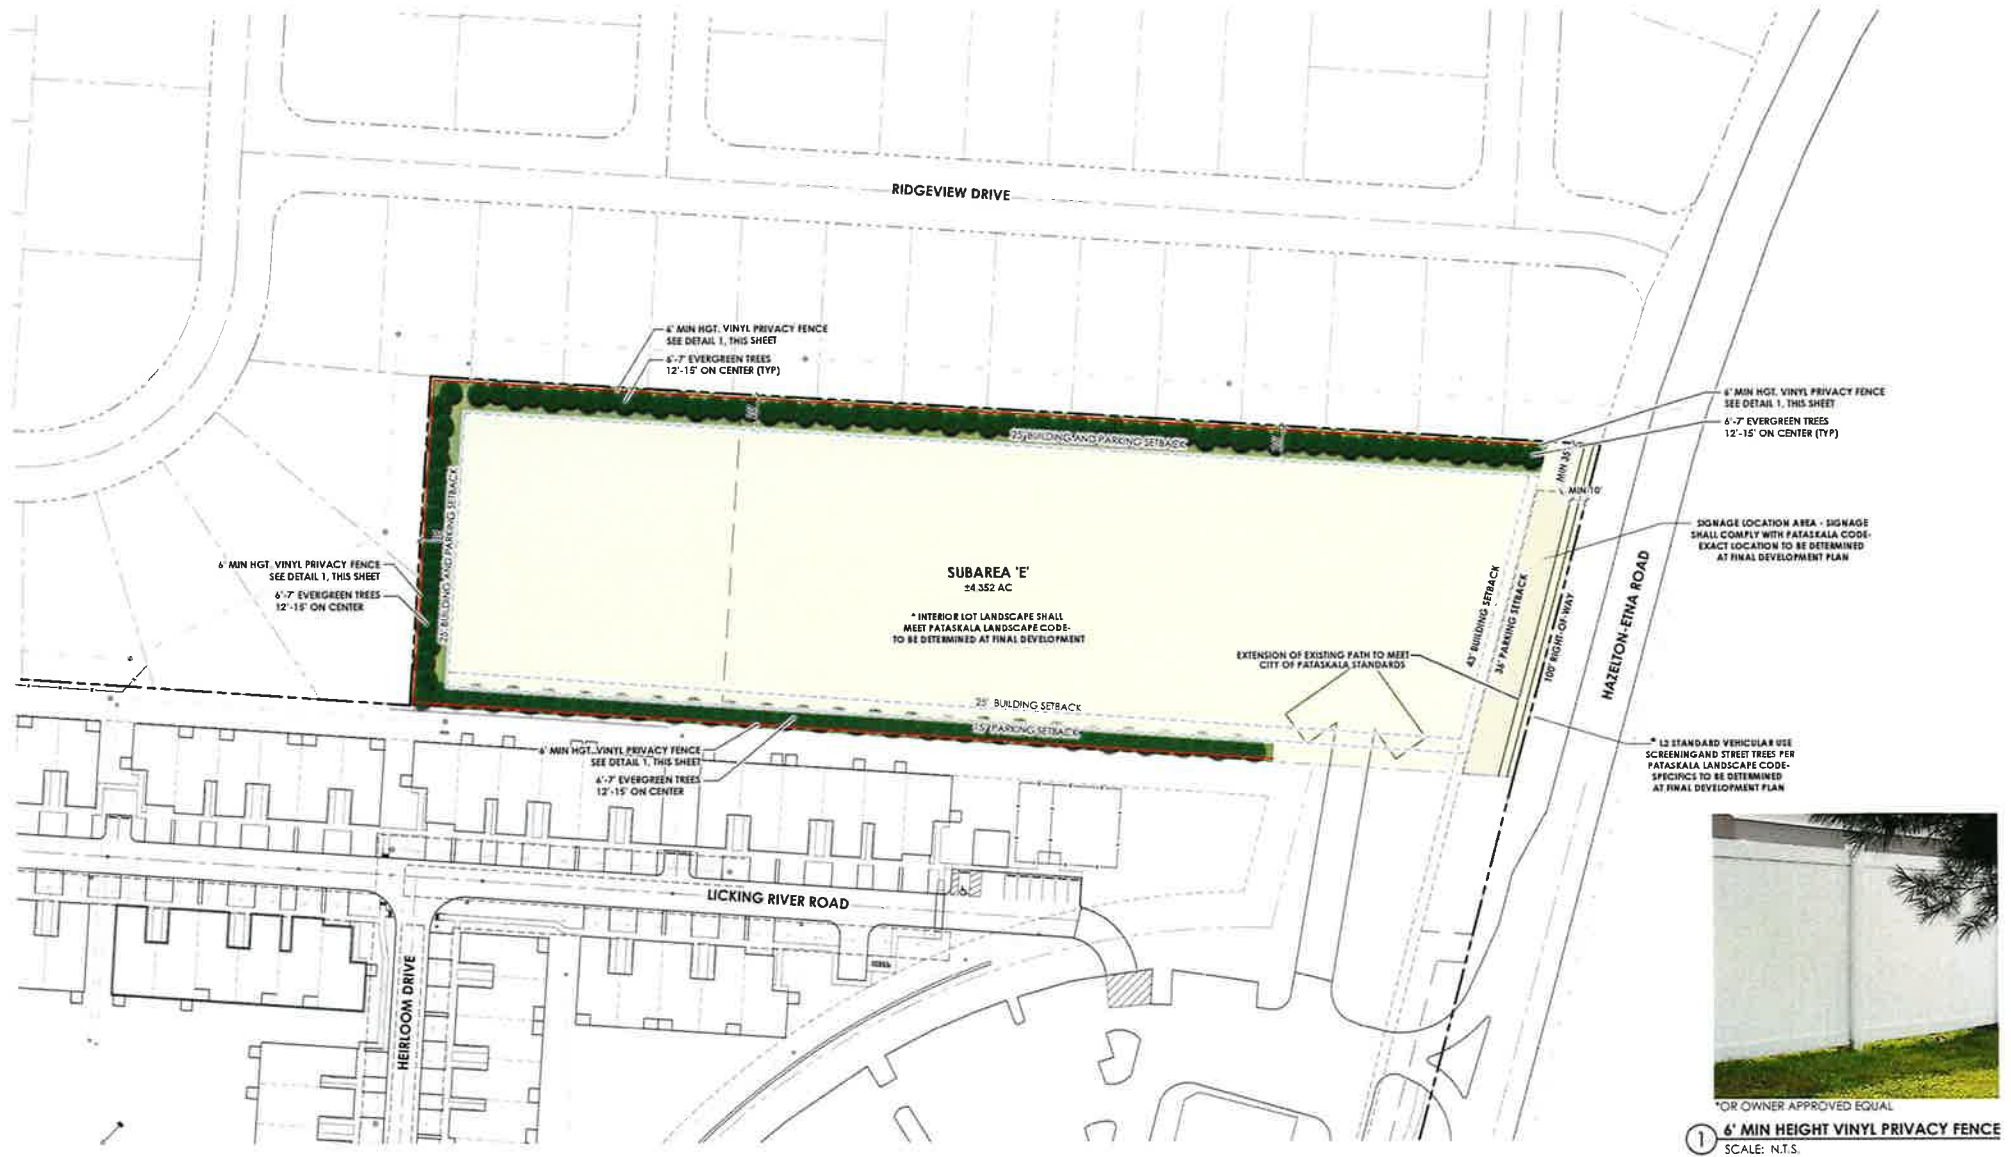 RIDGEVIEW DRIVE
6' MIN HGT. VINYL PRIVACY FENCE
SEE DETAIL 1, THIS SHEET
6'-7' EVERGREEN TREES
12'-15' ON CENTER (TYP)
6' MIN HGT. VINYL PRIVACY FENCE
SEE DETAIL 1, THIS SHEET
6'-7' EVERGREEN TREES
12'-15' ON CENTER (TYP)
25' BUILDING AND PARKING SETBACK
MIN 35'
MIN 10'
25' BUILDING AND PARKING SETBACK
SIGNAGE LOCATION AREA - SIGNAGE
SHALL COMPLY WITH PATASKALA CODE-
EXACT LOCATION TO BE DETERMINED
AT FINAL DEVELOPMENT PLAN
6' MIN HGT. VINYL PRIVACY FENCE
SEE DETAIL 1, THIS SHEET
6'-7' EVERGREEN TREES
12'-15' ON CENTER
SUBAREA 'E'
±4.352 AC
* INTERIOR LOT LANDSCAPE SHALL
MEET PATASKALA LANDSCAPE CODE-
TO BE DETERMINED AT FINAL DEVELOPMENT
43' BUILDING SETBACK
36' PARKING SETBACK
100' RIGHT-OF-WAY
HAZELTON-ETNA ROAD
EXTENSION OF EXISTING PATH TO MEET
CITY OF PATASKALA STANDARDS
25' BUILDING SETBACK
15' PARKING SETBACK
6' MIN HGT. VINYL PRIVACY FENCE
SEE DETAIL 1, THIS SHEET
6'-7' EVERGREEN TREES
12'-15' ON CENTER
* L2 STANDARD VEHICULAR USE
SCREENING AND STREET TREES PER
PATASKALA LANDSCAPE CODE-
SPECIFICS TO BE DETERMINED
AT FINAL DEVELOPMENT PLAN
LICKING RIVER ROAD
HEIRLOOM DRIVE
*OR OWNER APPROVED EQUAL
1
6' MIN HEIGHT VINYL PRIVACY FENCE
SCALE: N.T.S.